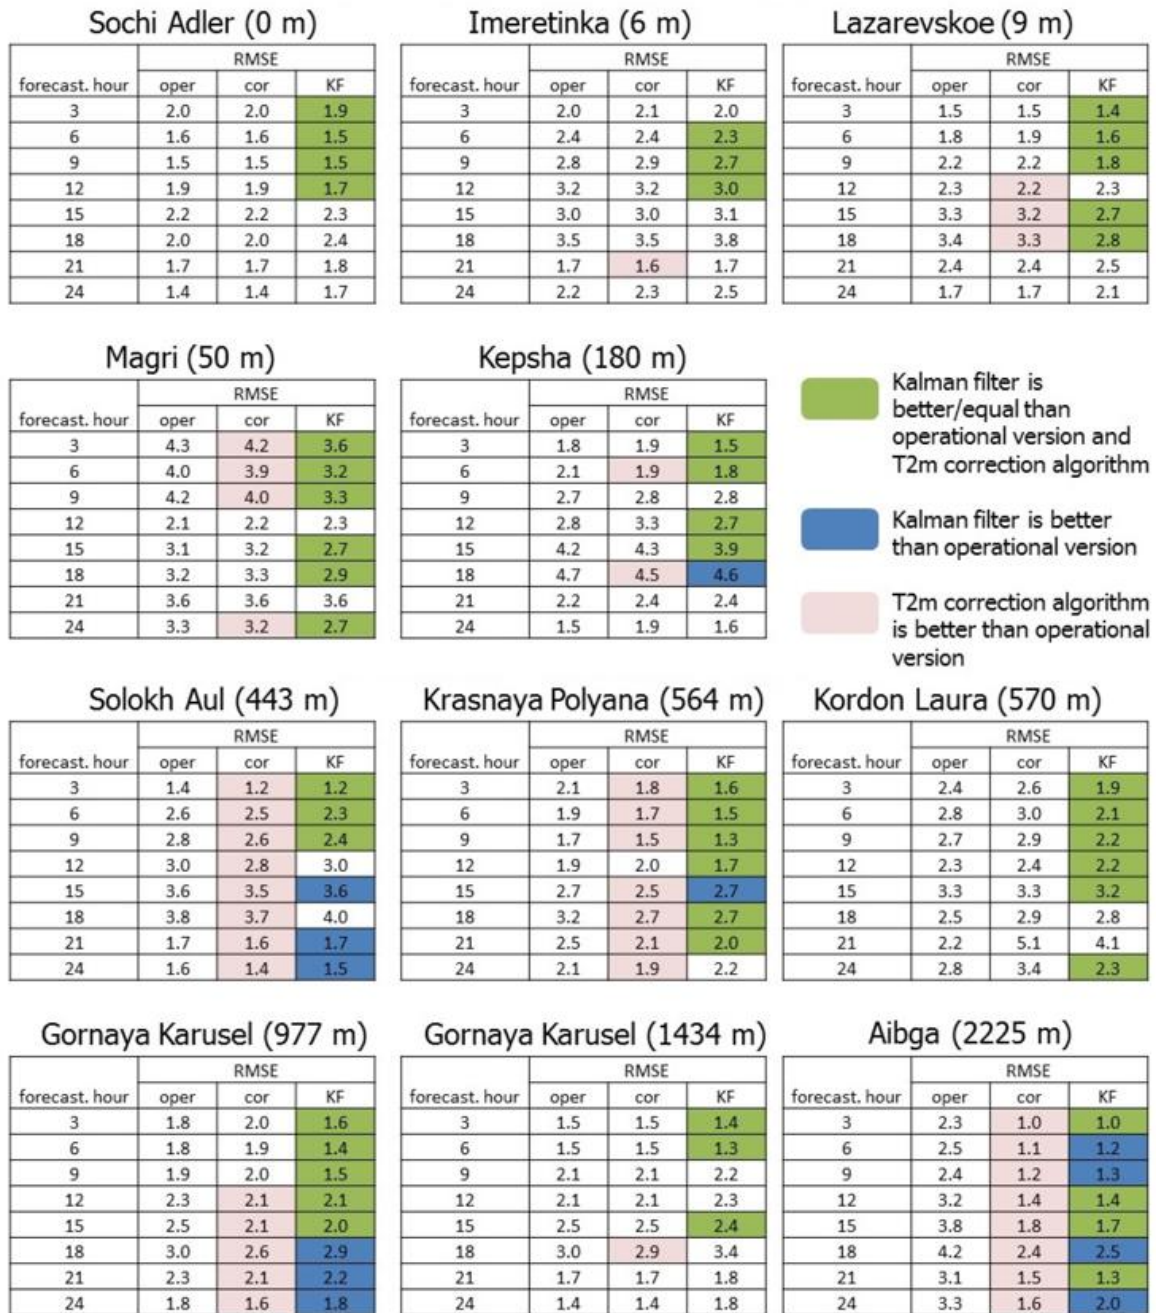 Sochi Adler (0 m)
RMSE
forecast. hour oper cor KF
3 2.0 2.0 1.9
6 1.6 1.6 1.5
9 1.5 1.5 1.5
12 1.9 1.9 1.7
15 2.2 2.2 2.3
18 2.0 2.0 2.4
21 1.7 1.7 1.8
24 1.4 1.4 1.7
Imeretinka (6 m)
RMSE
forecast. hour oper cor KF
3 2.0 2.1 2.0
6 2.4 2.4 2.3
9 2.8 2.9 2.7
12 3.2 3.2 3.0
15 3.0 3.0 3.1
18 3.5 3.5 3.8
21 1.7 1.6 1.7
24 2.2 2.3 2.5
Lazarevskoe (9 m)
RMSE
forecast. hour oper cor KF
3 1.5 1.5 1.4
6 1.8 1.9 1.6
9 2.2 2.2 1.8
12 2.3 2.2 2.3
15 3.3 3.2 2.7
18 3.4 3.3 2.8
21 2.4 2.4 2.5
24 1.7 1.7 2.1
Magri (50 m)
RMSE
forecast. hour oper cor KF
3 4.3 4.2 3.6
6 4.0 3.9 3.2
9 4.2 4.0 3.3
12 2.1 2.2 2.3
15 3.1 3.2 2.7
18 3.2 3.3 2.9
21 3.6 3.6 3.6
24 3.3 3.2 2.7
Kepsha (180 m)
RMSE
forecast. hour oper cor KF
3 1.8 1.9 1.5
6 2.1 1.9 1.8
9 2.7 2.8 2.8
12 2.8 3.3 2.7
15 4.2 4.3 3.9
18 4.7 4.5 4.6
21 2.2 2.4 2.4
24 1.5 1.9 1.6
Kalman filter is
better/equal than
operational version and
T2m correction algorithm
Kalman filter is better
than operational version
T2m correction algorithm
is better than operational
version
Solokh Aul (443 m)
RMSE
forecast. hour oper cor KF
3 1.4 1.2 1.2
6 2.6 2.5 2.3
9 2.8 2.6 2.4
12 3.0 2.8 3.0
15 3.6 3.5 3.6
18 3.8 3.7 4.0
21 1.7 1.6 1.7
24 1.6 1.4 1.5
Krasnaya Polyana (564 m)
RMSE
forecast. hour oper cor KF
3 2.1 1.8 1.6
6 1.9 1.7 1.5
9 1.7 1.5 1.3
12 1.9 2.0 1.7
15 2.7 2.5 2.7
18 3.2 2.7 2.7
21 2.5 2.1 2.0
24 2.1 1.9 2.2
Kordon Laura (570 m)
RMSE
forecast. hour oper cor KF
3 2.4 2.6 1.9
6 2.8 3.0 2.1
9 2.7 2.9 2.2
12 2.3 2.4 2.2
15 3.3 3.3 3.2
18 2.5 2.9 2.8
21 2.2 5.1 4.1
24 2.8 3.4 2.3
Gornaya Karusel (977 m)
RMSE
forecast. hour oper cor KF
3 1.8 2.0 1.6
6 1.8 1.9 1.4
9 1.9 2.0 1.5
12 2.3 2.1 2.1
15 2.5 2.1 2.0
18 3.0 2.6 2.9
21 2.3 2.1 2.2
24 1.8 1.6 1.8
Gornaya Karusel (1434 m)
RMSE
forecast. hour oper cor KF
3 1.5 1.5 1.4
6 1.5 1.5 1.3
9 2.1 2.1 2.2
12 2.1 2.1 2.3
15 2.5 2.5 2.4
18 3.0 2.9 3.4
21 1.7 1.7 1.8
24 1.4 1.4 1.8
Aibga (2225 m)
RMSE
forecast. hour oper cor KF
3 2.3 1.0 1.0
6 2.5 1.1 1.2
9 2.4 1.2 1.3
12 3.2 1.4 1.4
15 3.8 1.8 1.7
18 4.2 2.4 2.5
21 3.1 1.5 1.3
24 3.3 1.6 2.0